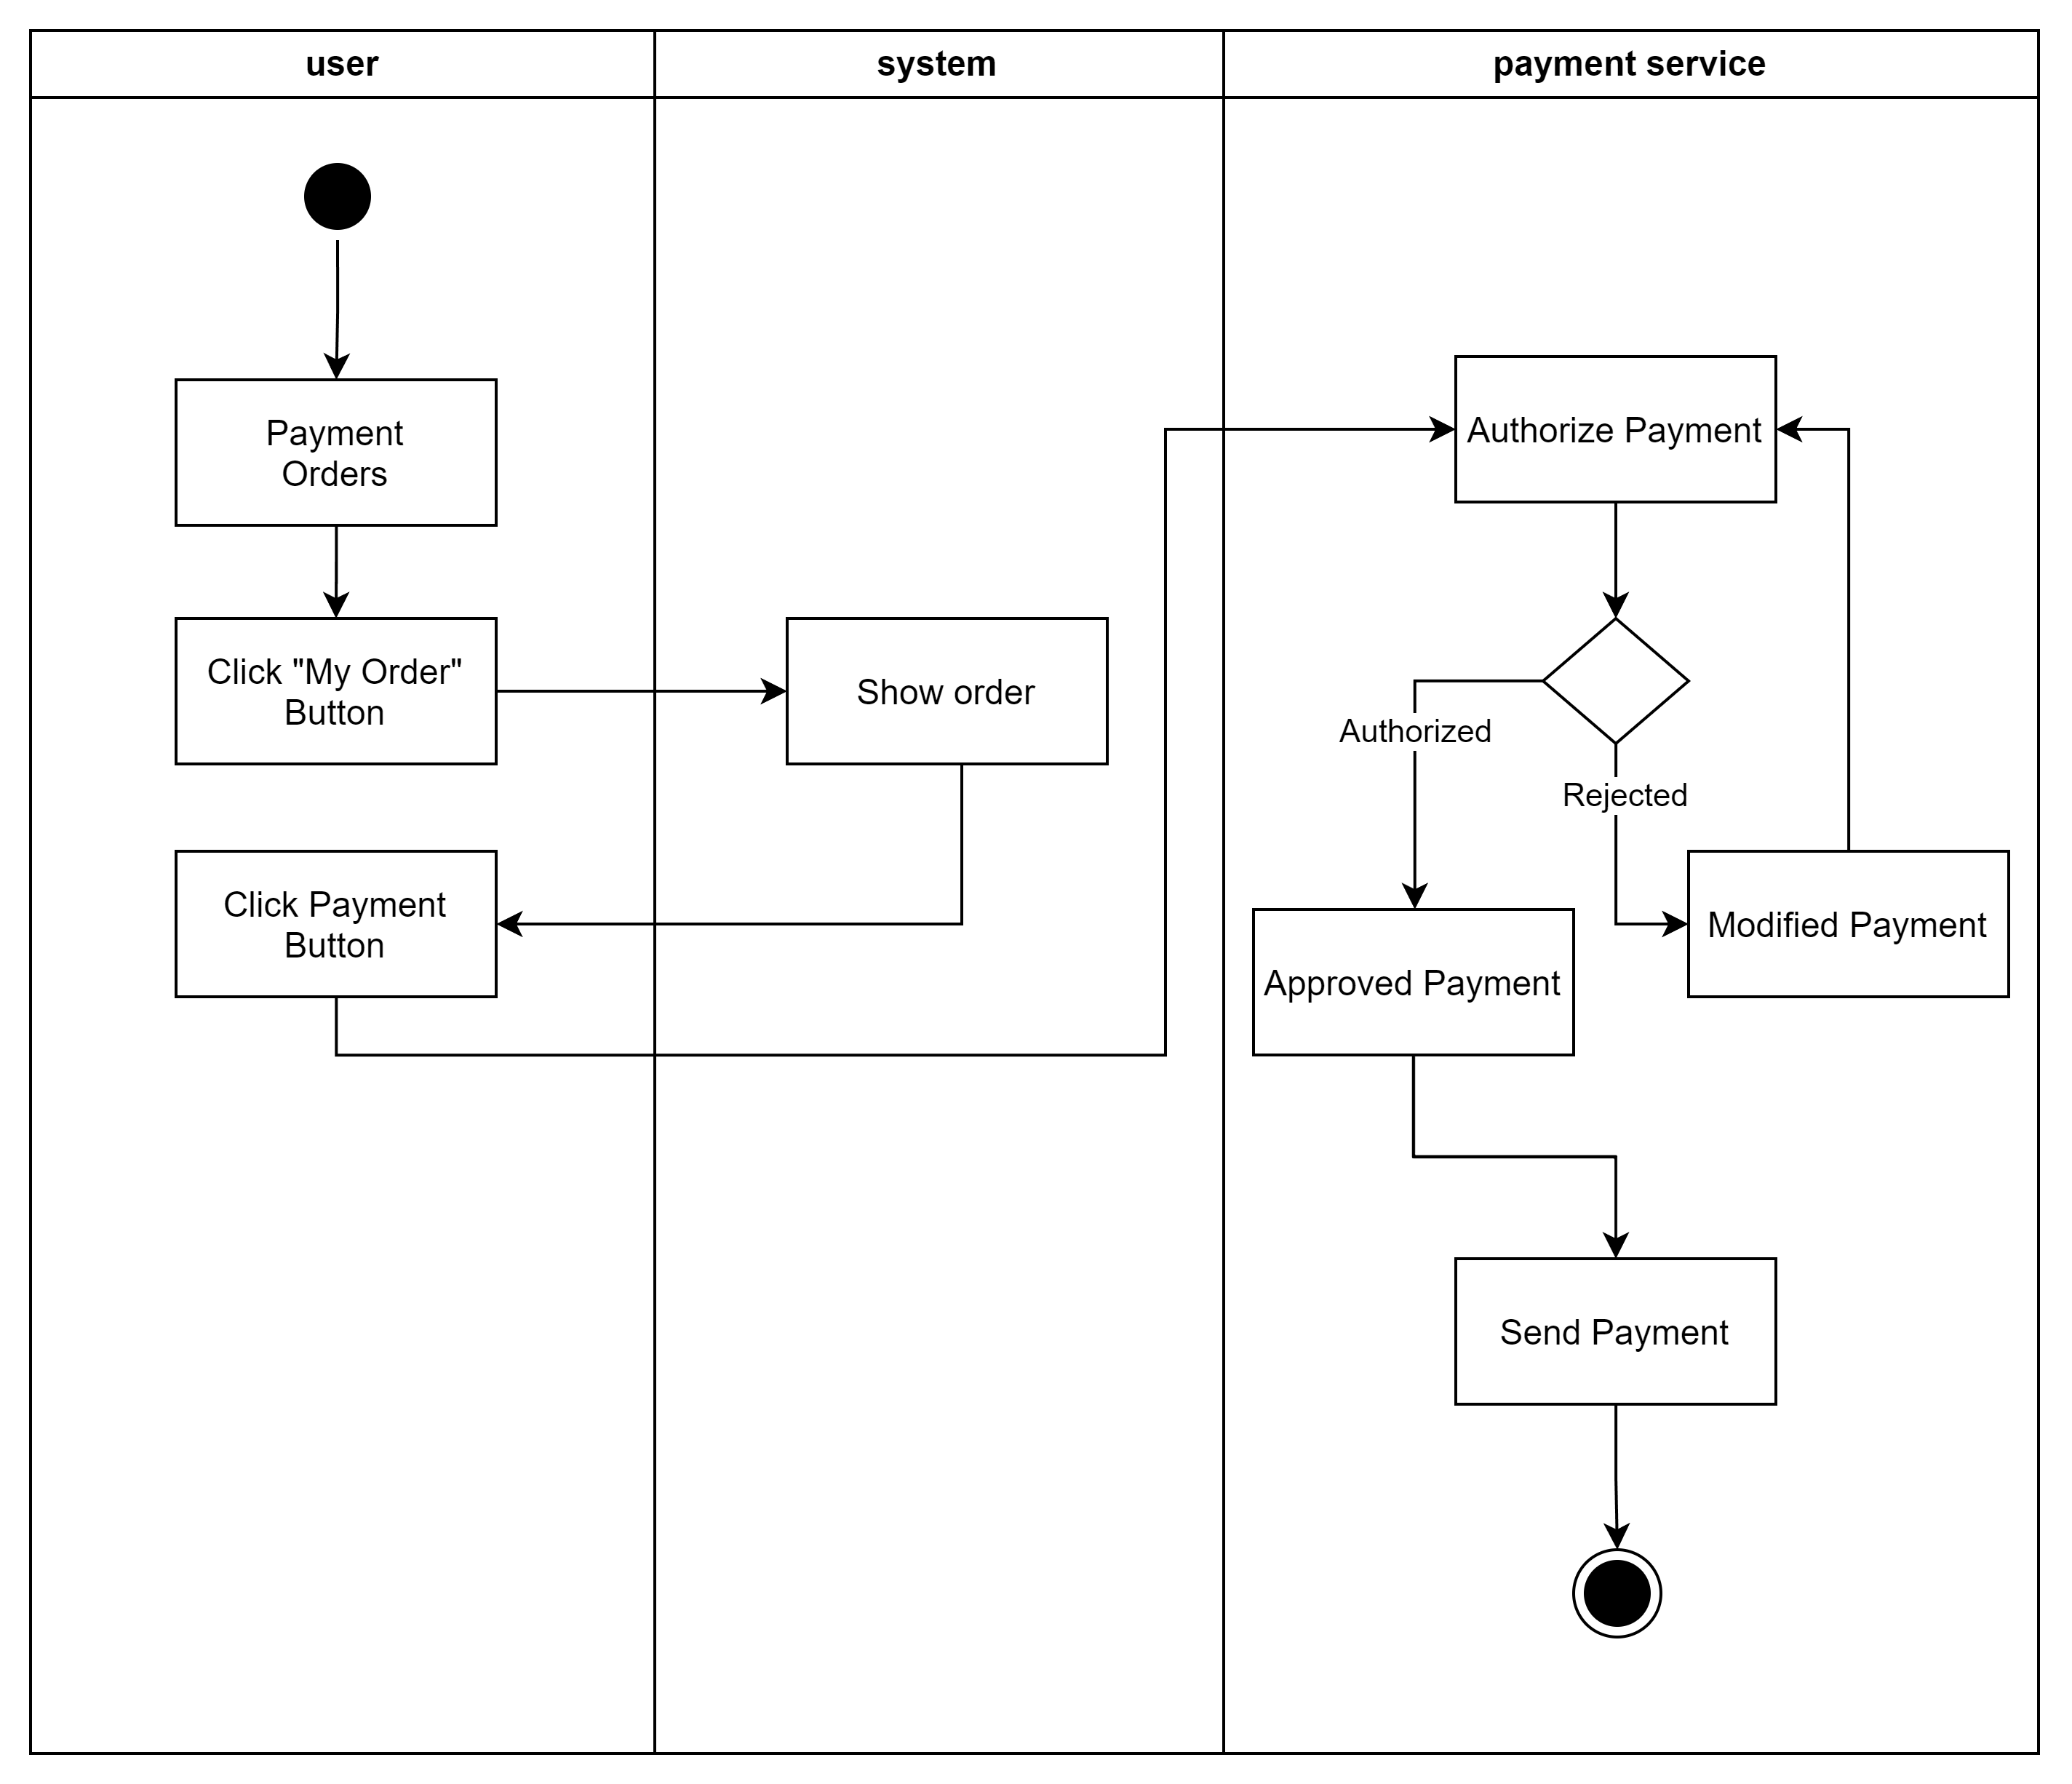 user
system
payment service
Payment
Orders
Click "My Order"
Button
Show order
Click Payment
Button
Authorize Payment
Authorized
Rejected
Modified Payment
Approved Payment
Send Payment